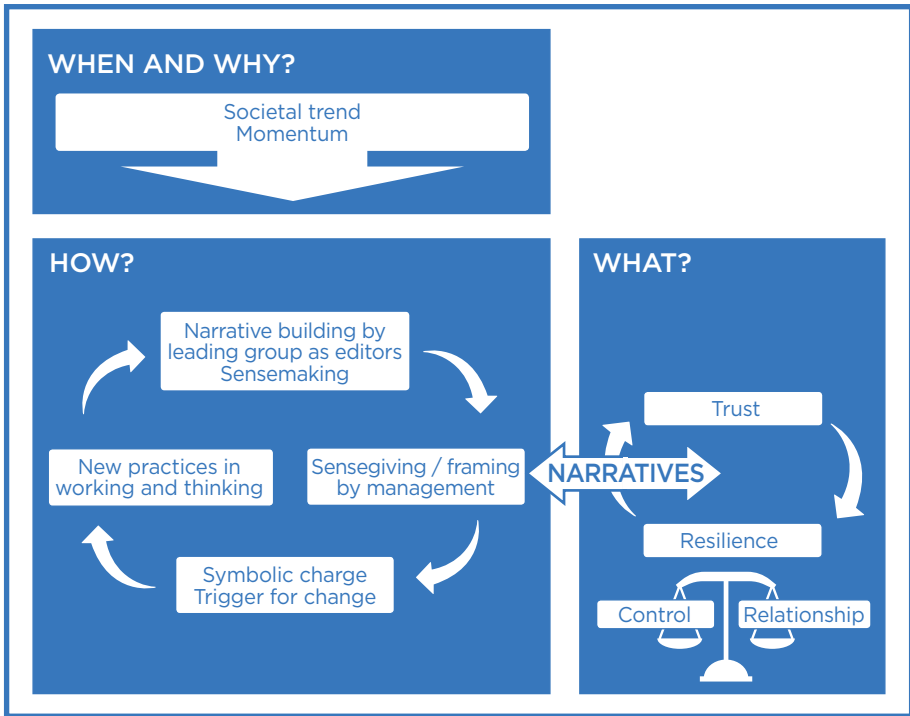 WHEN AND WHY?
Societal trend
Momentum
HOW?
Narrative building by
leading group as editors
Sensemaking
New practices in
working and thinking
Sensegiving / framing
by management
Symbolic charge
Trigger for change
NARRATIVES
WHAT?
Trust
Resilience
Control
Relationship